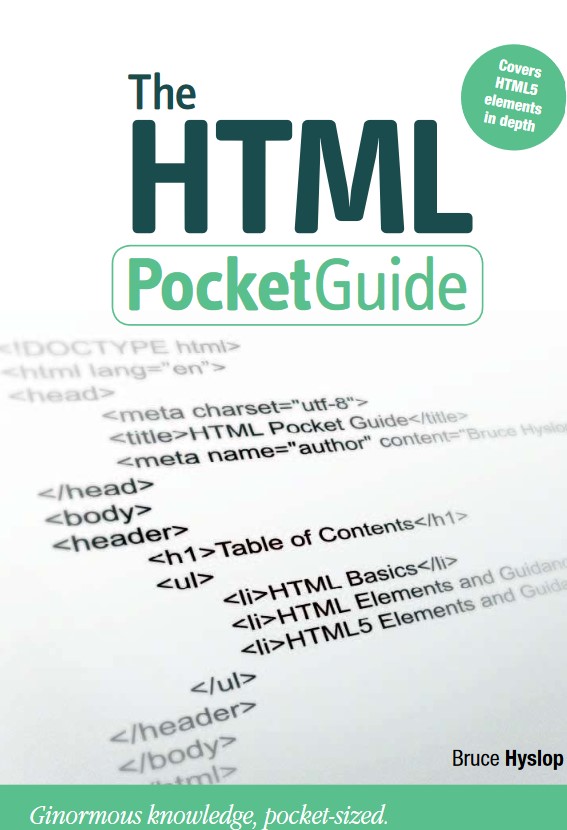 The
HTML
PocketGuide
Covers
HTML5
elements
in depth
<!DOCTYPE html>
<html lang="en">
<head>
<meta charset="utf-8">
<title>HTML Pocket Guide</title>
<meta name="author" content="Bruce Hyslop
</head>
<body>
<header>
<h1>Table of Contents</h1>
<ul>
<li>HTML Basics</li>
<li>HTML Elements and Guidanc
<li>HTML5 Elements and Guida
</ul>
</header>
</body>
html>
Bruce Hyslop
Ginormous knowledge, pocket-sized.